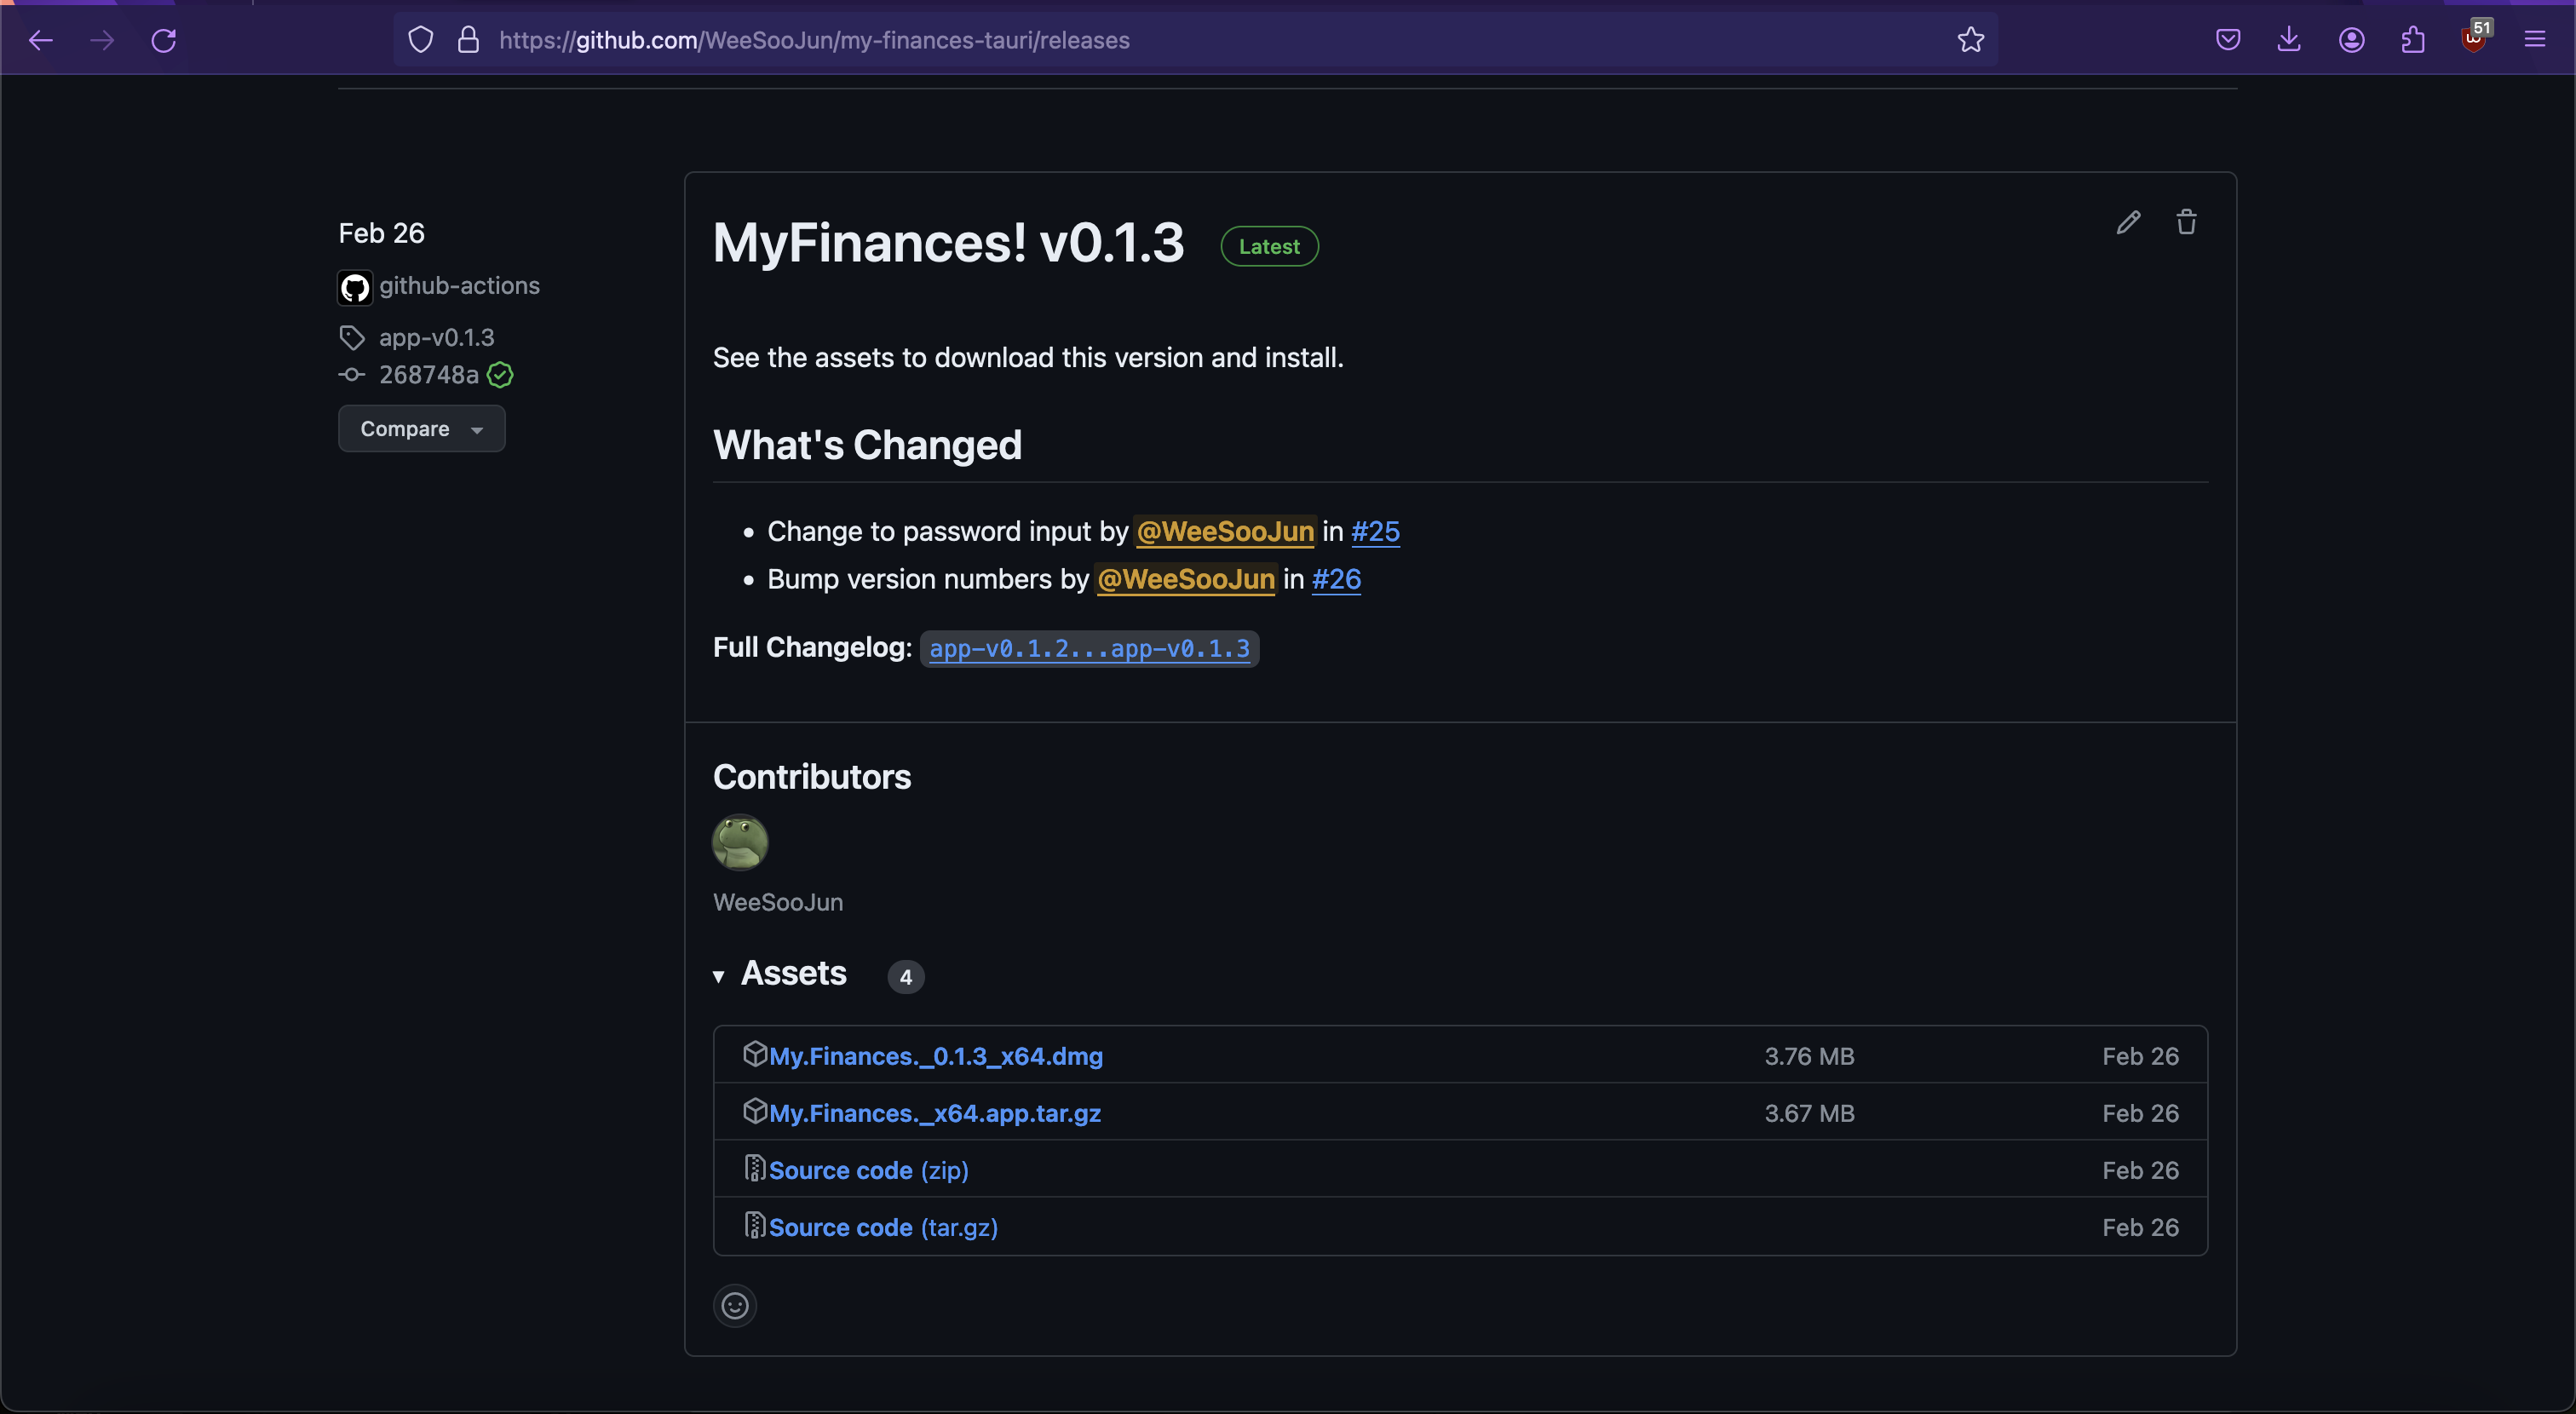 https://github.com/WeeSooJun/my-finances-tauri/releases
51
Feb 26
github-actions
app-v0.1.3
268748a
Compare
MyFinances! v0.1.3 Latest
See the assets to download this version and install.
What's Changed
• Change to password input by @WeeSooJun in #25
• Bump version numbers by @WeeSooJun in #26
Full Changelog: app-v0.1.2...app-v0.1.3
Contributors
WeeSooJun
Assets 4
My.Finances._0.1.3_x64.dmg 3.76 MB Feb 26
My.Finances._x64.app.tar.gz 3.67 MB Feb 26
Source code (zip) Feb 26
Source code (tar.gz) Feb 26